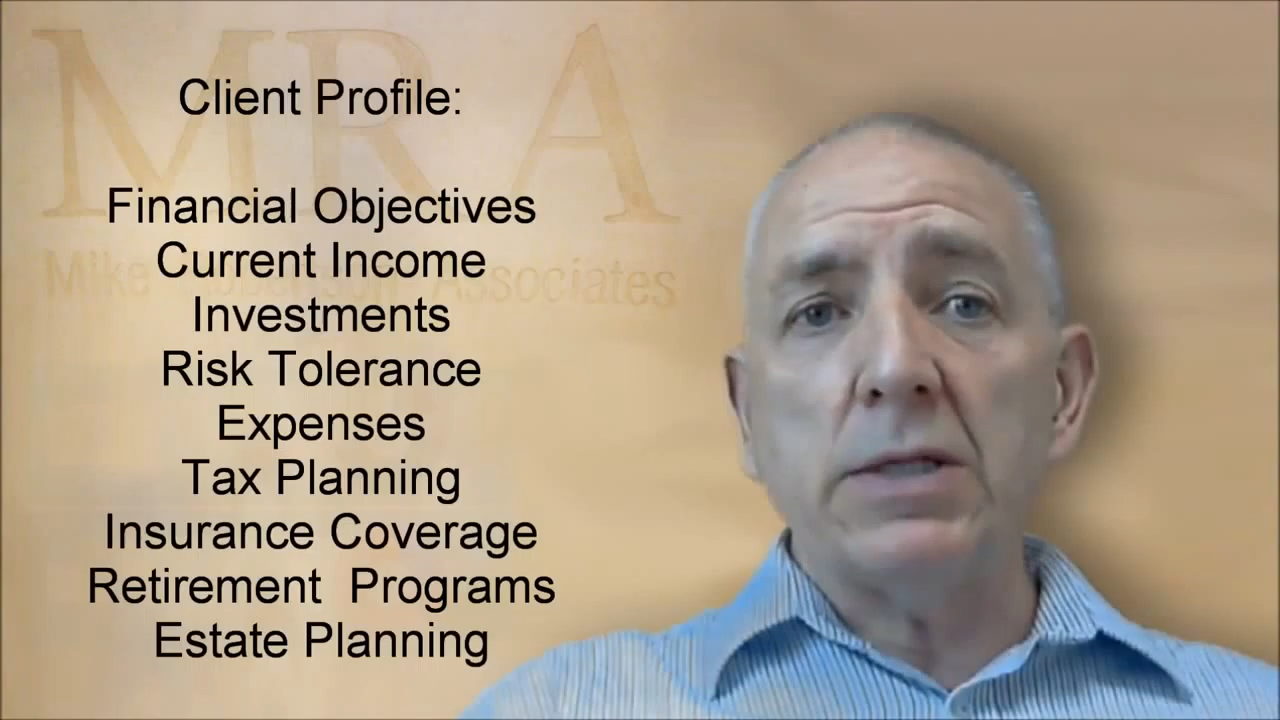 MRA
Client Profile:
Financial Objectives
Current Income
Mike Associates
Investments
Risk Tolerance
Expenses
Tax Planning
Insurance Coverage
Retirement  Programs
Estate Planning